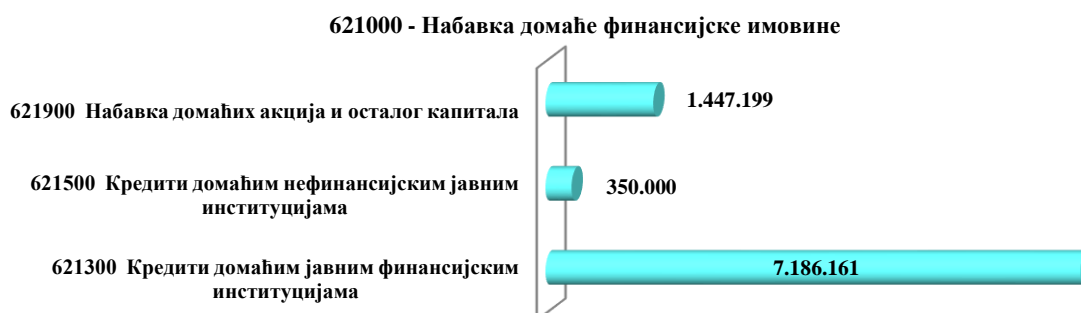 621000 - Набавка домаће финансијске имовине
621900 Набавка домаћих акција и осталог капитала
1.447.199
621500 Кредити домаћим нефинансијским јавним
институцијама
350.000
621300 Кредити домаћим јавним финансијским
институцијама
7.186.161